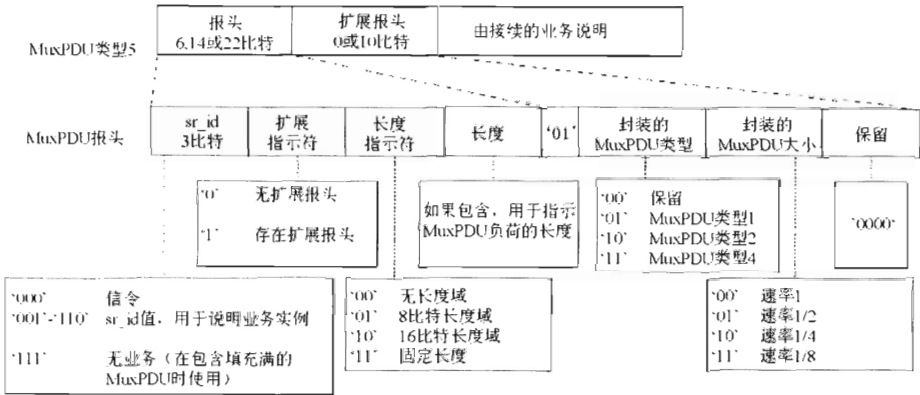 MuxPDU类型5
报头
6,14或22比特
扩展报头
0或10比特
由接续的业务说明
MuxPDU报头
sr_id
3比特
扩展
指示符
长度
指示符
长度
‘01’
封装的
MuxPDU类型
封装的
MuxPDU大小
保留
‘0’ 无扩展报头
‘1’ 存在扩展报头
如果包含，用于指示
MuxPDU负荷的长度
‘00’ 保留
‘01’ MuxPDU类型1
‘10’ MuxPDU类型2
‘11’ MuxPDU类型4
‘0000’
‘000’ 信令
‘001’-‘110’ sr_id值，用于说明业务实例
‘111’ 无业务（在包含填充满的
MuxPDU时使用）
‘00’ 无长度域
‘01’ 8比特长度域
‘10’ 16比特长度域
‘11’ 固定长度
‘00’ 速率1
‘01’ 速率1/2
‘10’ 速率1/4
‘11’ 速率1/8